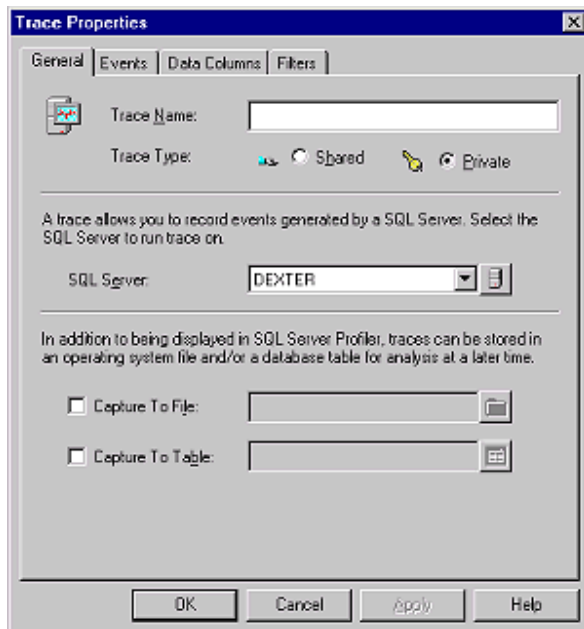 Trace Properties
General Events Data Columns Filters
Trace Name:
Trace Type: Shared Private
A trace allows you to record events generated by a SQL Server. Select the
SQL Server to run trace on.
SQL Server: DEXTER
In addition to being displayed in SQL Server Profiler, traces can be stored in
an operating system file and/or a database table for analysis at a later time.
Capture To File:
Capture To Table:
OK Cancel Apply Help